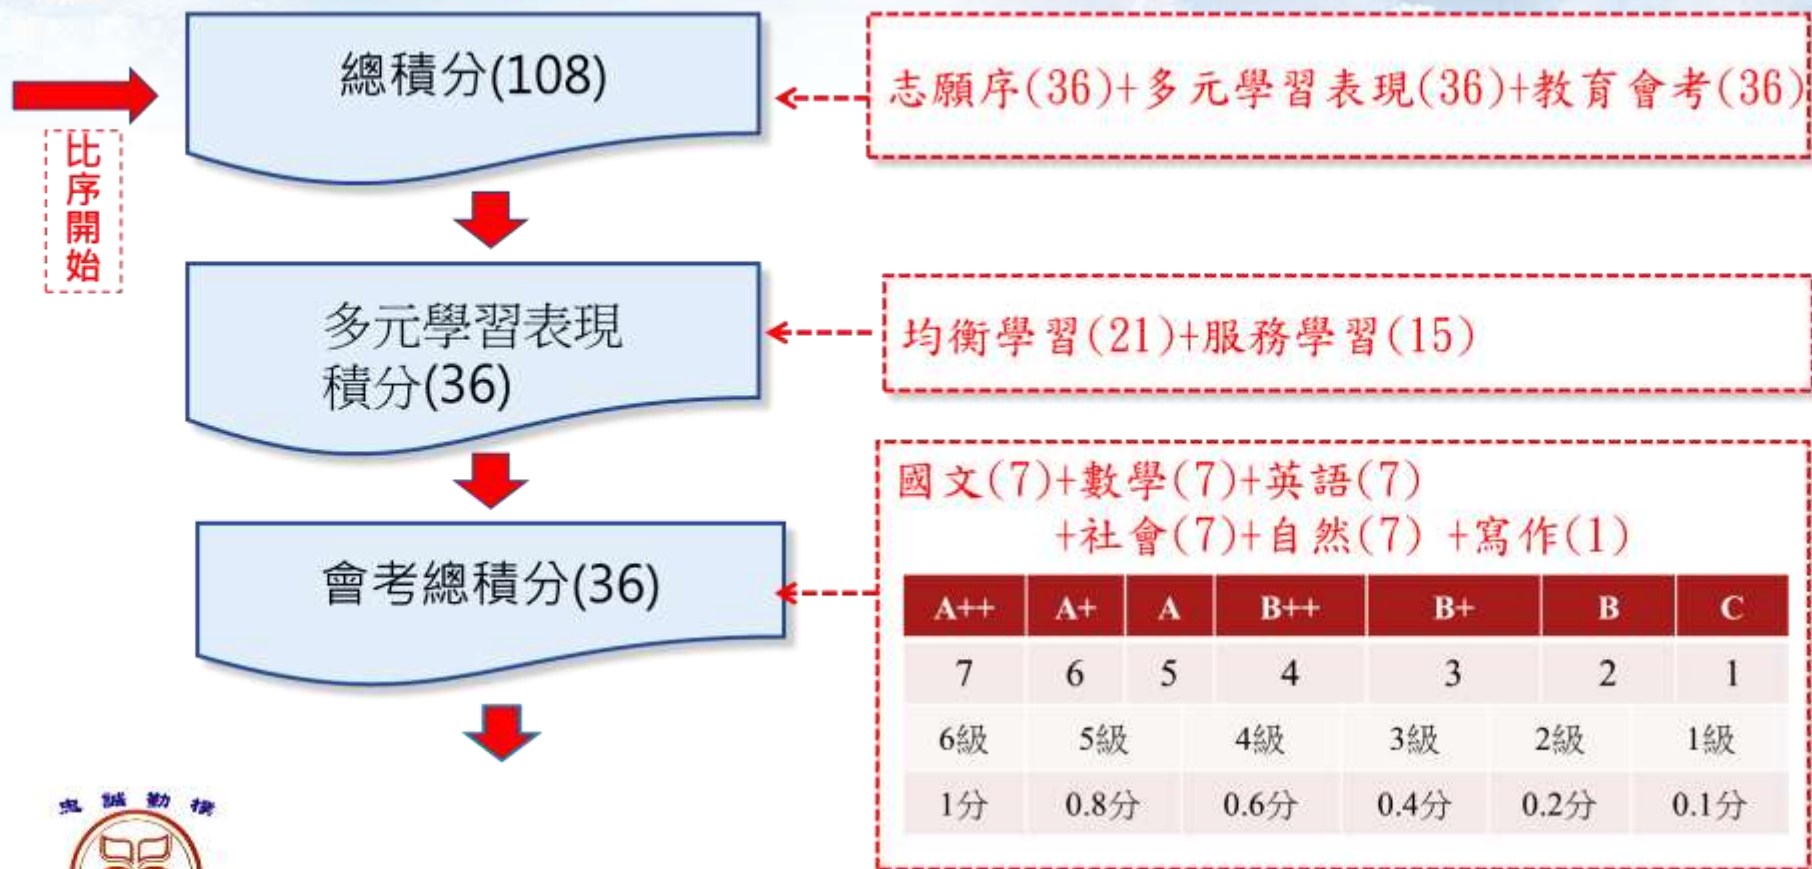 總積分(108)
志願序(36)+多元學習表現(36)+教育會考(36)
比序開始
多元學習表現
積分(36)
均衡學習(21)+服務學習(15)
會考總積分(36)
國文(7)+數學(7)+英語(7)
+社會(7)+自然(7) +寫作(1)
A++ A+ A B++ B+ B C
7 6 5 4 3 2 1
6級 5級 4級 3級 2級 1級
1分 0.8分 0.6分 0.4分 0.2分 0.1分
忠誠勤樸